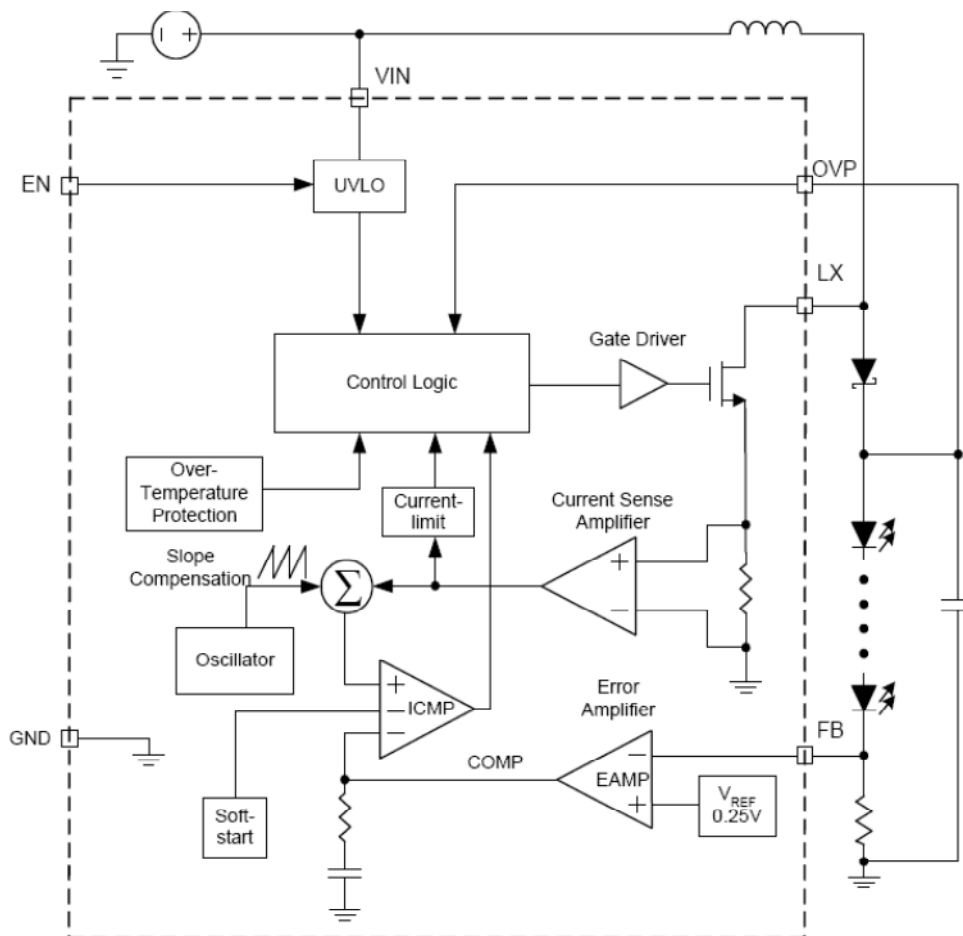 VIN
EN
UVLO
OVP
LX
Gate Driver
Control Logic
Over-
Temperature
Protection
Current-
limit
Current Sense
Amplifier
Slope
Compensation
Σ
Oscillator
ICMP
Error
Amplifier
GND
FB
COMP
EAMP
VREF
0.25V
Soft-
start